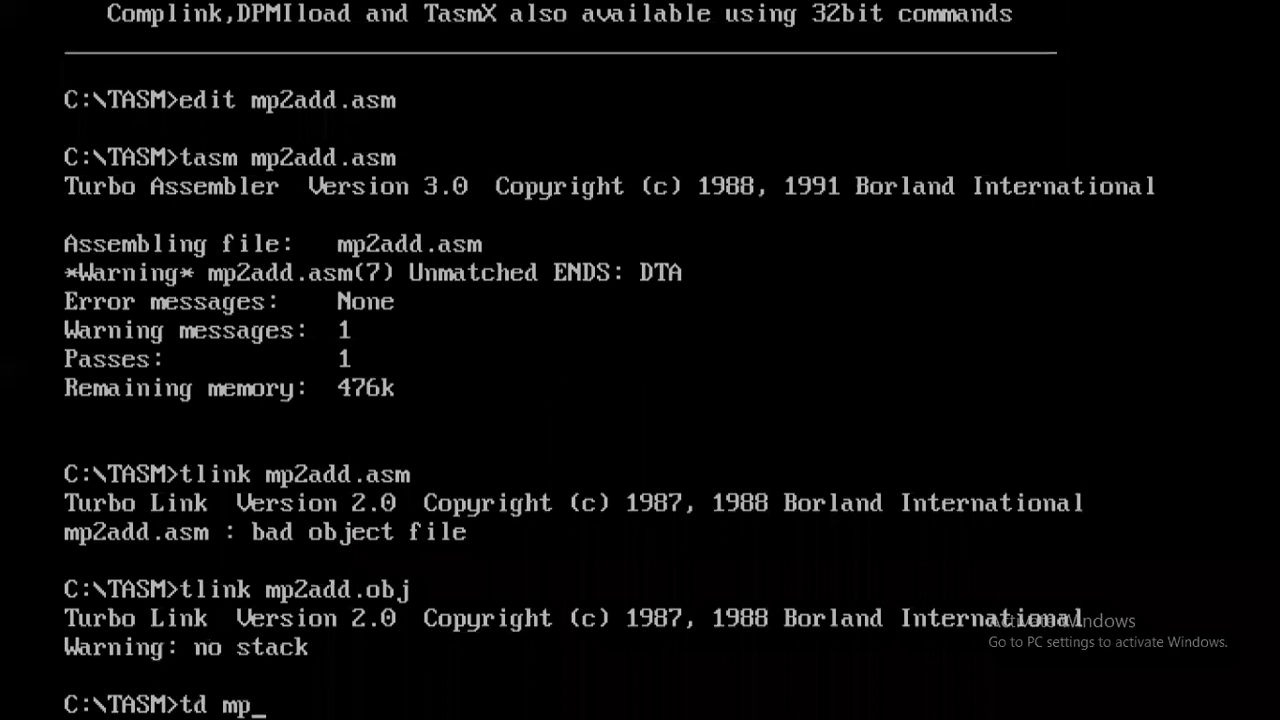 Complink,DPMIload and TasmX also available using 32bit commands
C:\TASM>edit mp2add.asm
C:\TASM>tasm mp2add.asm
Turbo Assembler  Version 3.0  Copyright (c) 1988, 1991 Borland International
Assembling file:   mp2add.asm
*Warning* mp2add.asm(7) Unmatched ENDS: DTA
Error messages:    None
Warning messages:  1
Passes:            1
Remaining memory:  476k
C:\TASM>tlink mp2add.asm
Turbo Link  Version 2.0  Copyright (c) 1987, 1988 Borland International
mp2add.asm : bad object file
C:\TASM>tlink mp2add.obj
Turbo Link  Version 2.0  Copyright (c) 1987, 1988 Borland International
Activate Windows
Go to PC settings to activate Windows.
Warning: no stack
C:\TASM>td mp_